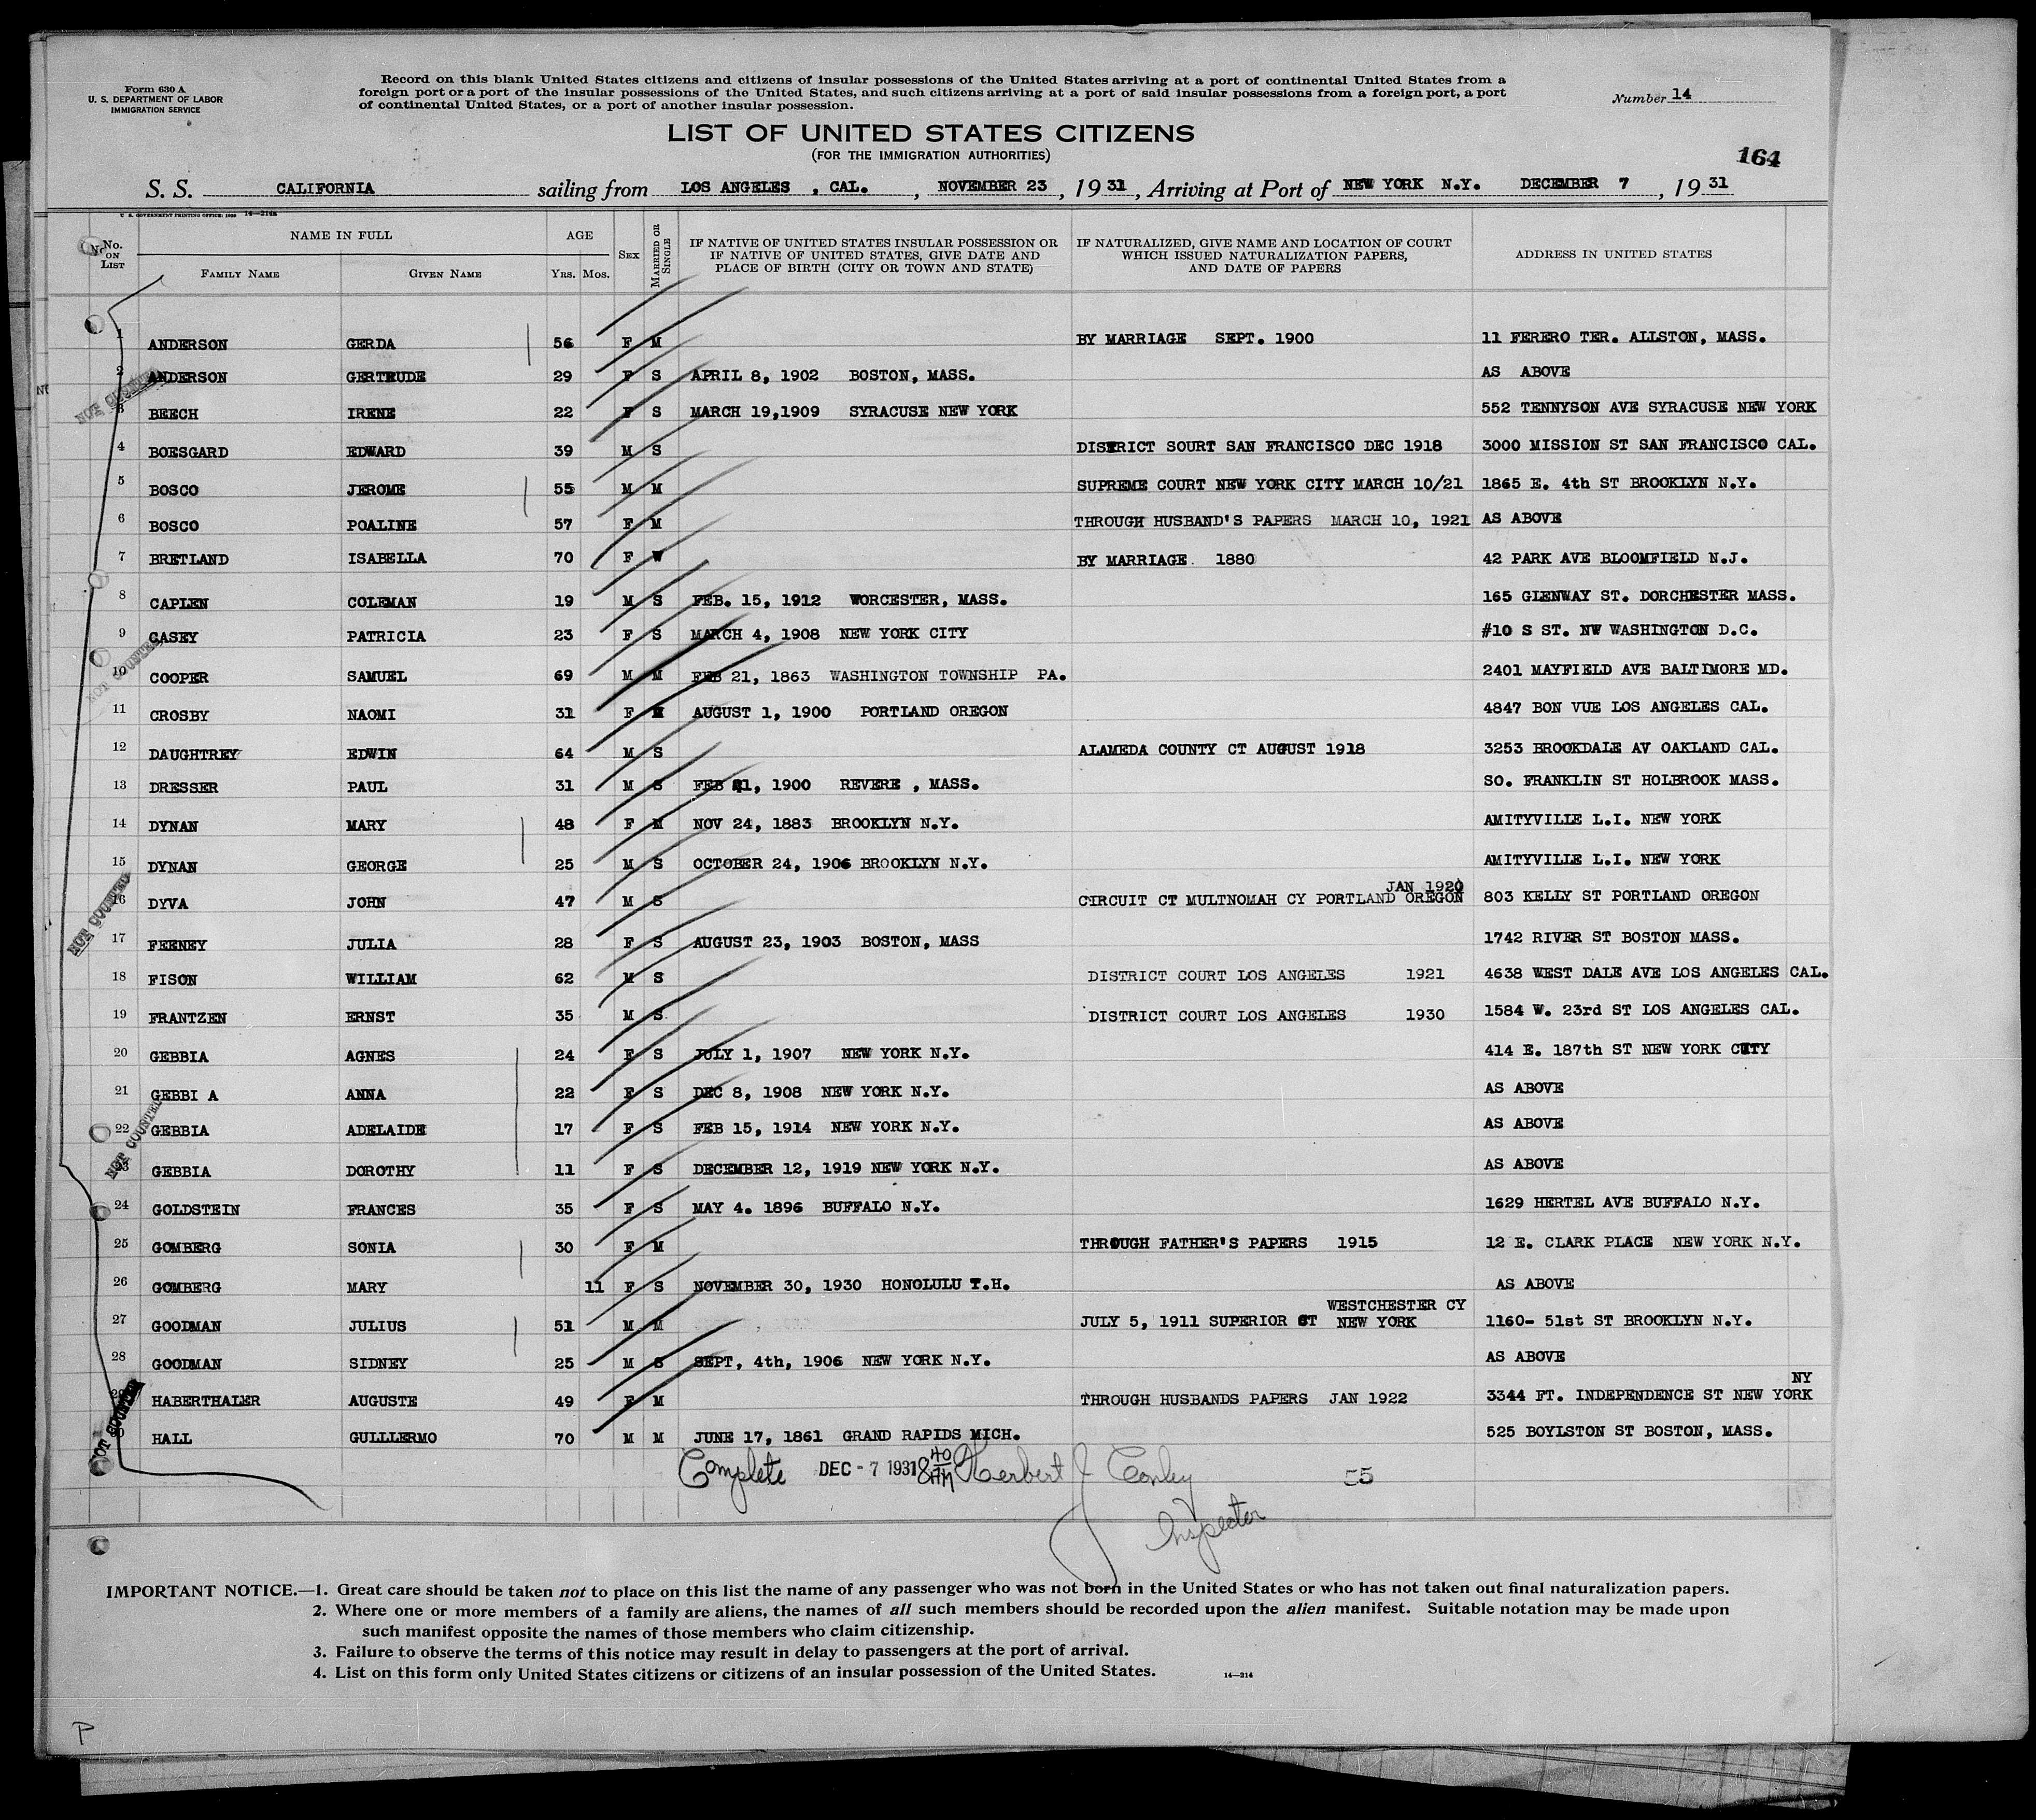 Form 630 A
U. S. DEPARTMENT OF LABOR
IMMIGRATION SERVICE
Record on this blank United States citizens and citizens of insular possessions of the United States arriving at a port of continental United States from a
foreign port or a port of the insular possessions of the United States, and such citizens arriving at a port of said insular possessions from a foreign port, a port
of continental United States, or a port of another insular possession.
Number 14
LIST OF UNITED STATES CITIZENS
(FOR THE IMMIGRATION AUTHORITIES)
164
S. S. CALIFORNIA sailing from LOS ANGELES , CAL. , NOVEMBER 23 , 19 31 , Arriving at Port of NEW YORK N.Y. DECEMBER 7 , 19 31
U. S. GOVERNMENT PRINTING OFFICE: 1929 14—214a
No. on List NAME IN FULL Family Name Given Name AGE Yrs. Mos. Sex Married or Single IF NATIVE OF UNITED STATES INSULAR POSSESSION OR IF NATIVE OF UNITED STATES, GIVE DATE AND PLACE OF BIRTH (CITY OR TOWN AND STATE) IF NATURALIZED, GIVE NAME AND LOCATION OF COURT WHICH ISSUED NATURALIZATION PAPERS, AND DATE OF PAPERS ADDRESS IN UNITED STATES
1 ANDERSON GERDA 56 F M BY MARRIAGE SEPT. 1900 11 FERERO TER. ALLSTON, MASS.
2 ANDERSON GERTRUDE 29 F S APRIL 8, 1902 BOSTON, MASS. AS ABOVE
NOT COUNTED
3 BEECH IRENE 22 F S MARCH 19,1909 SYRACUSE NEW YORK 552 TENNYSON AVE SYRACUSE NEW YORK
4 BOESGARD EDWARD 39 M S DISTRICT SOURT SAN FRANCISCO DEC 1918 3000 MISSION ST SAN FRANCISCO CAL.
5 BOSCO JEROME 55 M M SUPREME COURT NEW YORK CITY MARCH 10/21 1865 E. 4th ST BROOKLYN N.Y.
6 BOSCO POALINE 57 F M THROUGH HUSBAND'S PAPERS MARCH 10, 1921 AS ABOVE
7 BRETLAND ISABELLA 70 F W BY MARRIAGE. 1880 42 PARK AVE BLOOMFIELD N.J.
8 CAPLEN COLEMAN 19 M S FEB. 15, 1912 WORCESTER, MASS. 165 GLENWAY ST. DORCHESTER MASS.
9 CASEY PATRICIA 23 F S MARCH 4, 1908 NEW YORK CITY #10 S ST. NW WASHINGTON D.C.
NOT COUNTED
10 COOPER SAMUEL 69 M M FEB 21, 1863 WASHINGTON TOWNSHIP PA. 2401 MAYFIELD AVE BALTIMORE MD.
11 CROSBY NAOMI 31 F M AUGUST 1, 1900 PORTLAND OREGON 4847 BON VUE LOS ANGELES CAL.
12 DAUGHTREY EDWIN 64 M S ALAMEDA COUNTY CT AUGUST 1918 3253 BROOKDALE AV OAKLAND CAL.
13 DRESSER PAUL 31 M S FEB 21, 1900 REVERE , MASS. SO. FRANKLIN ST HOLBROOK MASS.
14 DYNAN MARY 48 F M NOV 24, 1883 BROOKLYN N.Y. AMITYVILLE L.I. NEW YORK
15 DYNAN GEORGE 25 M S OCTOBER 24, 1906 BROOKLYN N.Y. AMITYVILLE L.I. NEW YORK
NOT COUNTED
JAN 1920
16 DYVA JOHN 47 M S CIRCUIT CT MULTNOMAH CY PORTLAND OREGON 803 KELLY ST PORTLAND OREGON
17 FEENEY JULIA 28 F S AUGUST 23, 1903 BOSTON, MASS 1742 RIVER ST BOSTON MASS.
18 FISON WILLIAM 62 M S DISTRICT COURT LOS ANGELES 1921 4638 WEST DALE AVE LOS ANGELES CAL.
19 FRANTZEN ERNST 35 M S DISTRICT COURT LOS ANGELES 1930 1584 W. 23rd ST LOS ANGELES CAL.
20 GEBBIA AGNES 24 F S JULY 1, 1907 NEW YORK N.Y. 414 E. 187th ST NEW YORK CITY
21 GEBBI A ANNA 22 F S DEC 8, 1908 NEW YORK N.Y. AS ABOVE
22 GEBBIA ADELAIDE 17 F S FEB 15, 1914 NEW YORK N.Y. AS ABOVE
NOT COUNTED
23 GEBBIA DOROTHY 11 F S DECEMBER 12, 1919 NEW YORK N.Y. AS ABOVE
24 GOLDSTEIN FRANCES 35 F S MAY 4. 1896 BUFFALO N.Y. 1629 HERTEL AVE BUFFALO N.Y.
25 GOMBERG SONIA 30 F M THROUGH FATHER'S PAPERS 1915 12 E. CLARK PLACE NEW YORK N.Y.
26 GOMBERG MARY 11 F S NOVEMBER 30, 1930 HONOLULU T.H. AS ABOVE
WESTCHESTER CY
27 GOODMAN JULIUS 51 M M JULY 5, 1911 SUPERIOR CT NEW YORK 1160- 51st ST BROOKLYN N.Y.
28 GOODMAN SIDNEY 25 M S SEPT, 4th, 1906 NEW YORK N.Y. AS ABOVE
NY
29 HABERTHALER AUGUSTE 49 F M THROUGH HUSBANDS PAPERS JAN 1922 3344 FT. INDEPENDENCE ST NEW YORK
NOT COUNTED
HALL GULLLERMO 70 M M JUNE 17, 1861 GRAND RAPIDS MICH. 525 BOYLSTON ST BOSTON, MASS.
Complete DEC - 7 1931 8 40 AM Herbert J Conley 55
Inspector
IMPORTANT NOTICE.—1. Great care should be taken not to place on this list the name of any passenger who was not born in the United States or who has not taken out final naturalization papers.
2. Where one or more members of a family are aliens, the names of all such members should be recorded upon the alien manifest. Suitable notation may be made upon
such manifest opposite the names of those members who claim citizenship.
3. Failure to observe the terms of this notice may result in delay to passengers at the port of arrival.
4. List on this form only United States citizens or citizens of an insular possession of the United States. 14—214
P